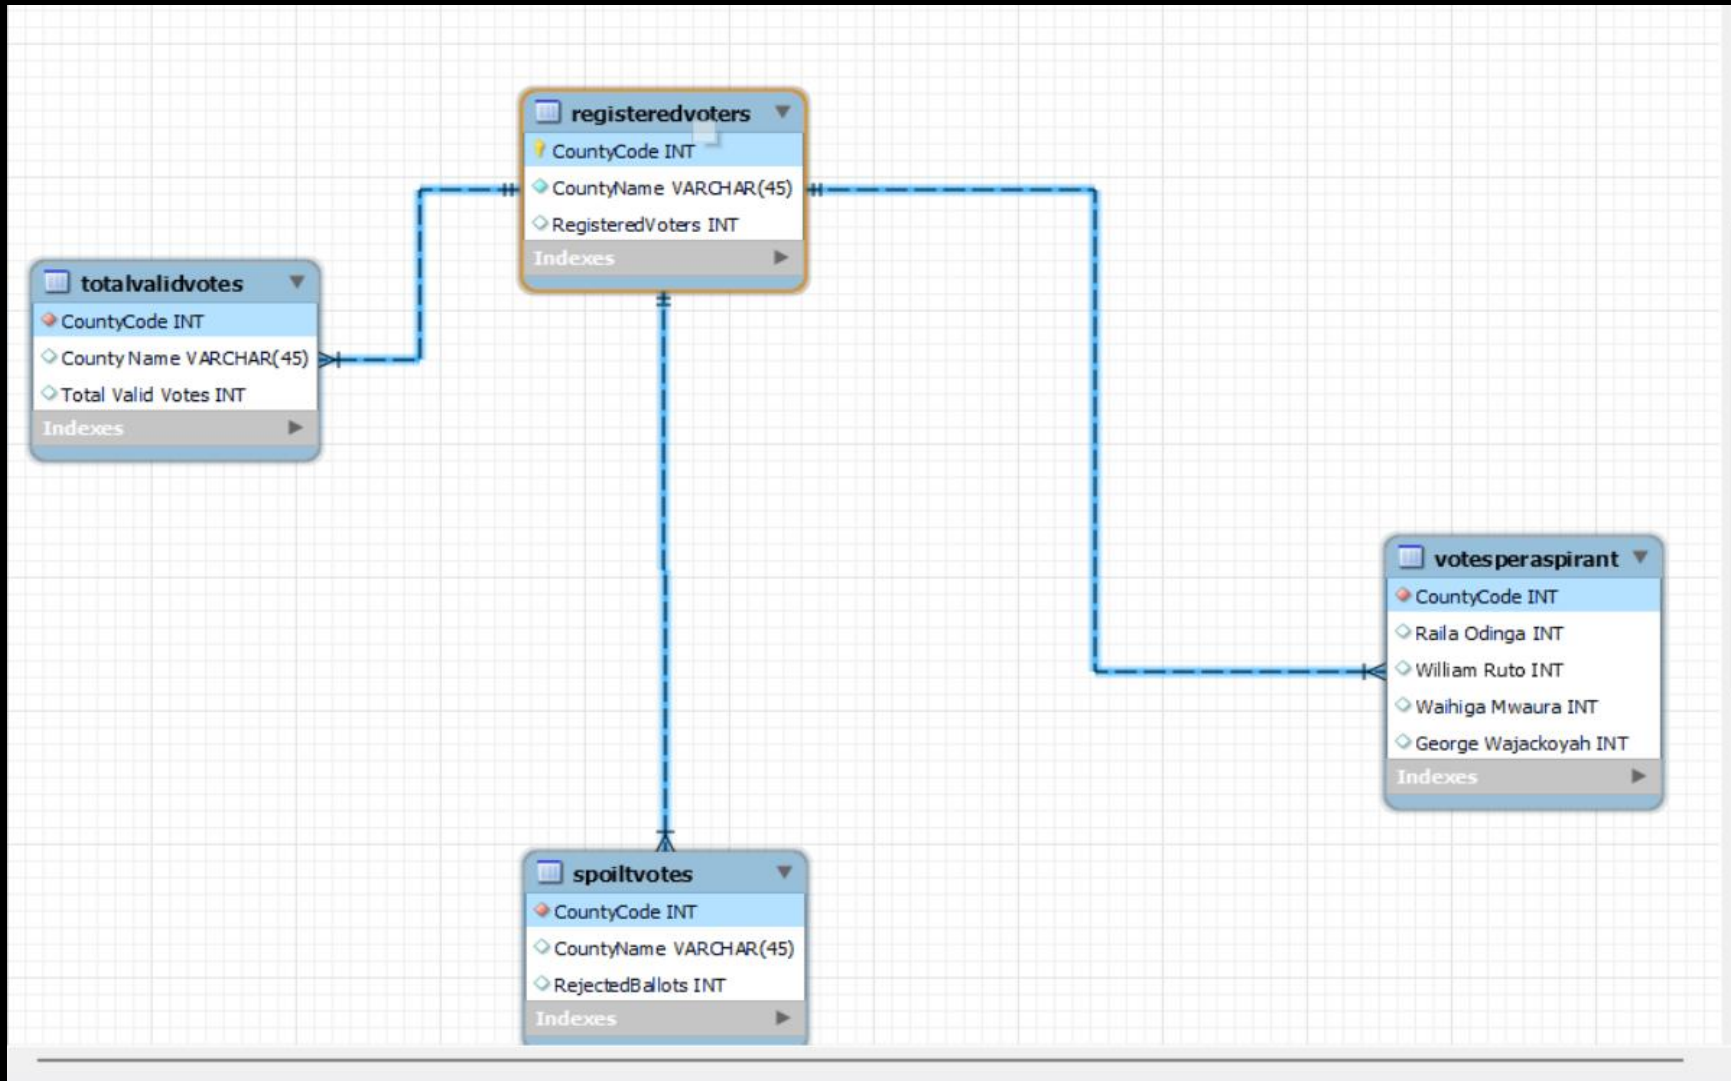 registeredvoters
CountyCode INT
CountyName VARCHAR(45)
RegisteredVoters INT
Indexes
totalvalidvotes
CountyCode INT
County Name VARCHAR(45)
Total Valid Votes INT
Indexes
votesperaspirant
CountyCode INT
Raila Odinga INT
William Ruto INT
Waihiga Mwaura INT
George Wajackoyah INT
Indexes
spoiltvotes
CountyCode INT
CountyName VARCHAR(45)
RejectedBallots INT
Indexes